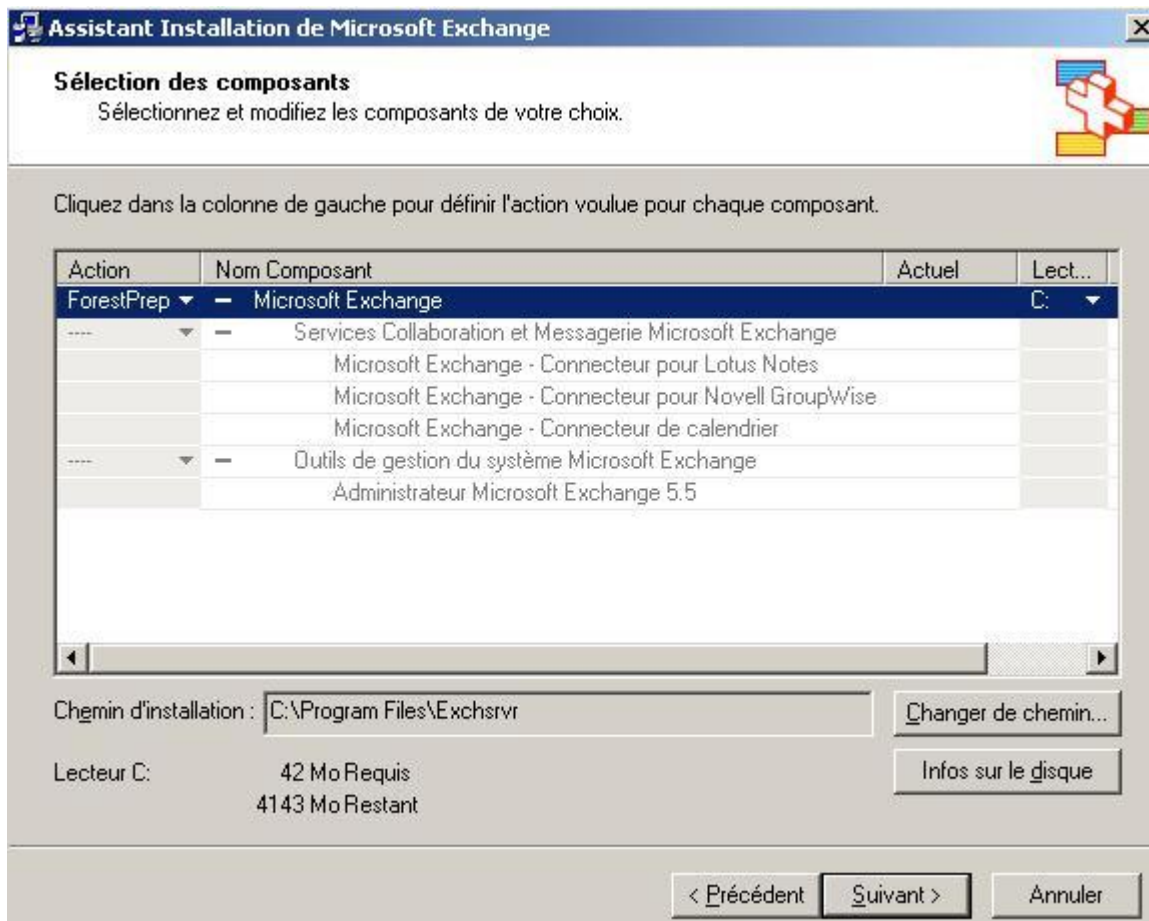 Assistant Installation de Microsoft Exchange
Sélection des composants
Sélectionnez et modifiez les composants de votre choix.
Cliquez dans la colonne de gauche pour définir l'action voulue pour chaque composant.
Action Nom Composant Actuel Lect...
ForestPrep Microsoft Exchange C:
---- Services Collaboration et Messagerie Microsoft Exchange
Microsoft Exchange - Connecteur pour Lotus Notes
Microsoft Exchange - Connecteur pour Novell GroupWise
Microsoft Exchange - Connecteur de calendrier
---- Outils de gestion du système Microsoft Exchange
Administrateur Microsoft Exchange 5.5
Chemin d'installation : C:\Program Files\Exchsrvr Changer de chemin...
Lecteur C: 42 Mo Requis Infos sur le disque
4143 Mo Restant
< Précédent Suivant > Annuler